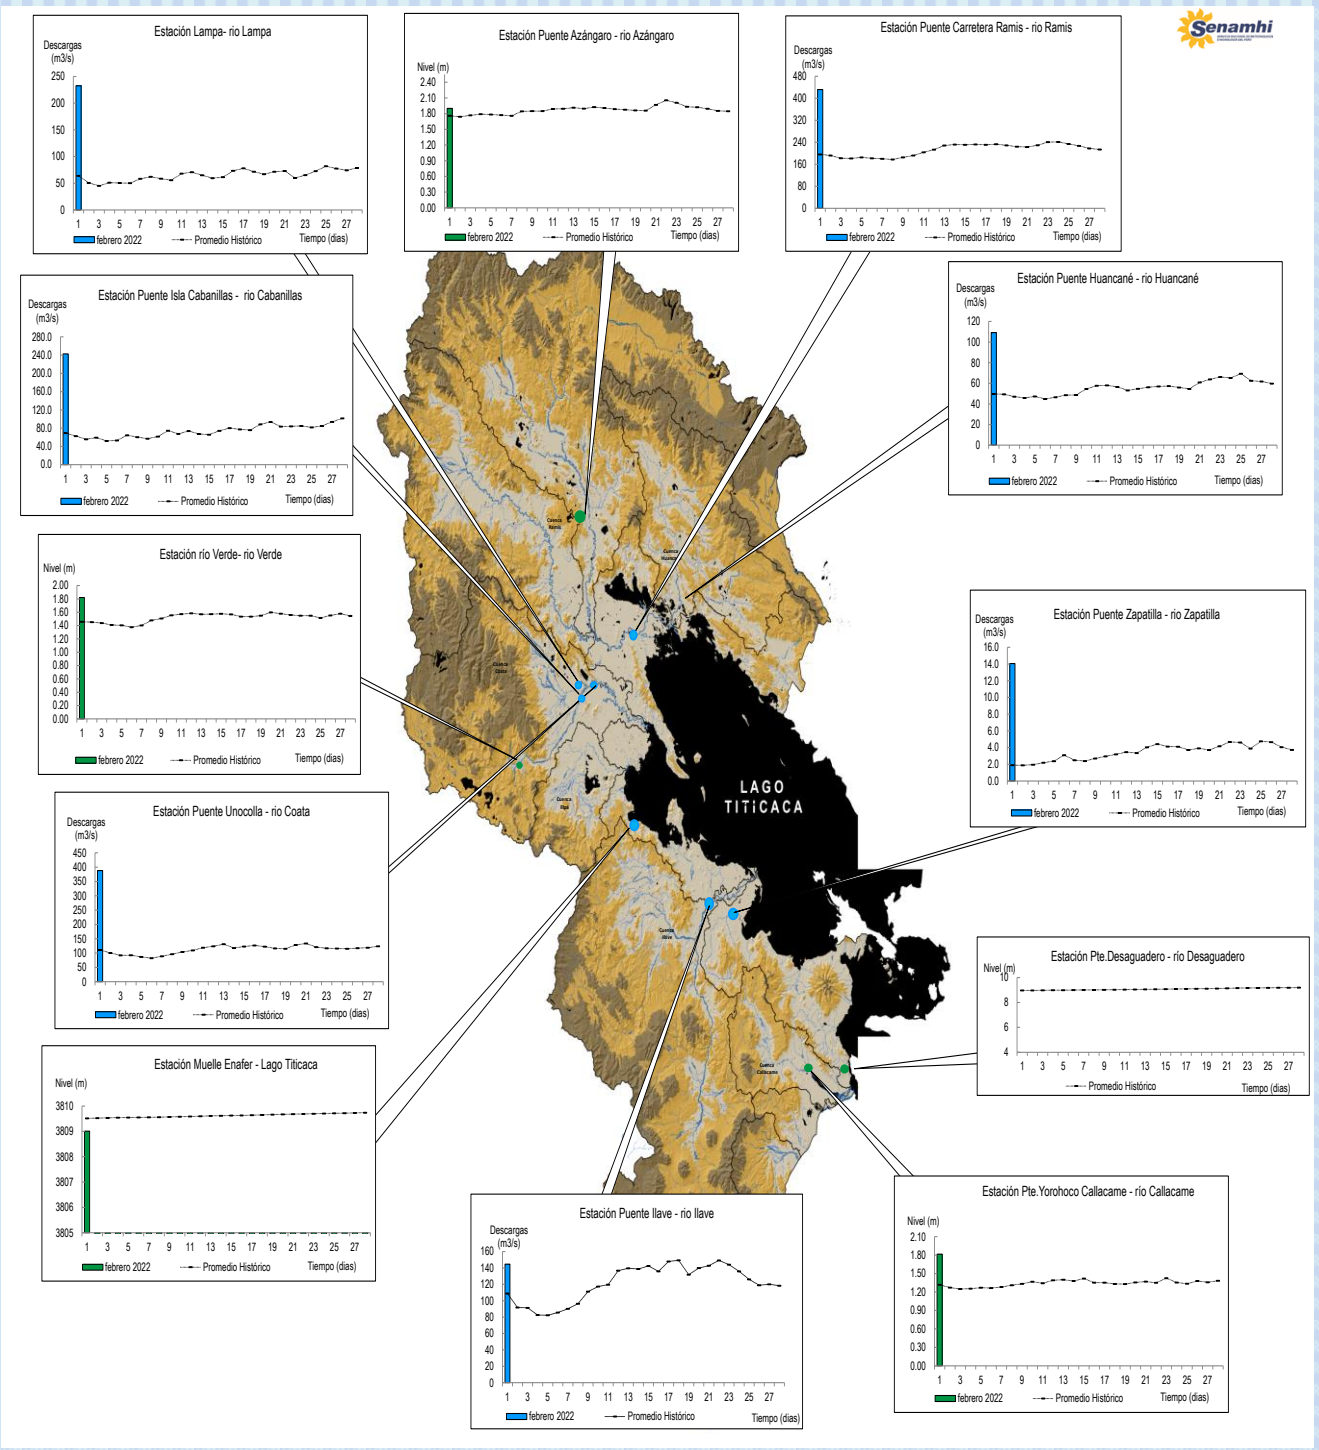 Senamhi
Estación Lampa- rio Lampa
Descargas
(m3/s)
250
200
150
100
50
0
1 3 5 7 9 11 13 15 17 19 21 23 25 27
febrero 2022 Promedio Histórico Tiempo (dias)
Estación Puente Azángaro - rio Azángaro
Nivel (m)
2.40
2.10
1.80
1.50
1.20
0.90
0.60
0.30
0.00
1 3 5 7 9 11 13 15 17 19 21 23 25 27
febrero 2022 Promedio Histórico Tiempo (dias)
Estación Puente Carretera Ramis - rio Ramis
Descargas
(m3/s)
480
400
320
240
160
80
0
1 3 5 7 9 11 13 15 17 19 21 23 25 27
febrero 2022 Promedio Histórico Tiempo (dias)
Estación Puente Isla Cabanillas - rio Cabanillas
Descargas
(m3/s)
280.0
240.0
200.0
160.0
120.0
80.0
40.0
0.0
1 3 5 7 9 11 13 15 17 19 21 23 25 27
febrero 2022 Promedio Histórico Tiempo (dias)
Estación Puente Huancané - rio Huancané
Descargas
(m3/s)
120
100
80
60
40
20
0
1 3 5 7 9 11 13 15 17 19 21 23 25 27
febrero 2022 Promedio Histórico Tiempo (dias)
Estación río Verde- rio Verde
Nivel (m)
2.00
1.80
1.60
1.40
1.20
1.00
0.80
0.60
0.40
0.20
0.00
1 3 5 7 9 11 13 15 17 19 21 23 25 27
febrero 2022 Promedio Histórico Tiempo (dias)
Estación Puente Zapatilla - rio Zapatilla
Descargas
(m3/s)
16.0
14.0
12.0
10.0
8.0
6.0
4.0
2.0
0.0
1 3 5 7 9 11 13 15 17 19 21 23 25 27
febrero 2022 Promedio Histórico Tiempo (dias)
Cuenca
Ramis
Cuenca
Cuenca
Coata
Cuenca
Cuenca
Ilave
Cuenca
Callacame
LAGO
TITiCACA
Estación Puente Unocolla - rio Coata
Descargas
(m3/s)
450
400
350
300
250
200
150
100
50
0
1 3 5 7 9 11 13 15 17 19 21 23 25 27
febrero 2022 Promedio Histórico Tiempo (dias)
Estación Pte.Desaguadero - río Desaguadero
Nivel (m)
10
8
6
4
1 3 5 7 9 11 13 15 17 19 21 23 25 27
Promedio Histórico Tiempo (dias)
Estación Muelle Enafer - Lago Titicaca
Nivel (m)
3810
3809
3808
3807
3806
3805
1 3 5 7 9 11 13 15 17 19 21 23 25 27
febrero 2022 Promedio Histórico Tiempo (dias)
Estación Puente Ilave - rio Ilave
Descargas
(m3/s)
160
140
120
100
80
60
40
20
0
1 3 5 7 9 11 13 15 17 19 21 23 25 27
febrero 2022 Promedio Histórico Tiempo (dias)
Estación Pte.Yorohoco Callacame - río Callacame
Nivel (m)
2.10
1.80
1.50
1.20
0.90
0.60
0.30
0.00
1 3 5 7 9 11 13 15 17 19 21 23 25 27
febrero 2022 Promedio Histórico Tiempo (dias)